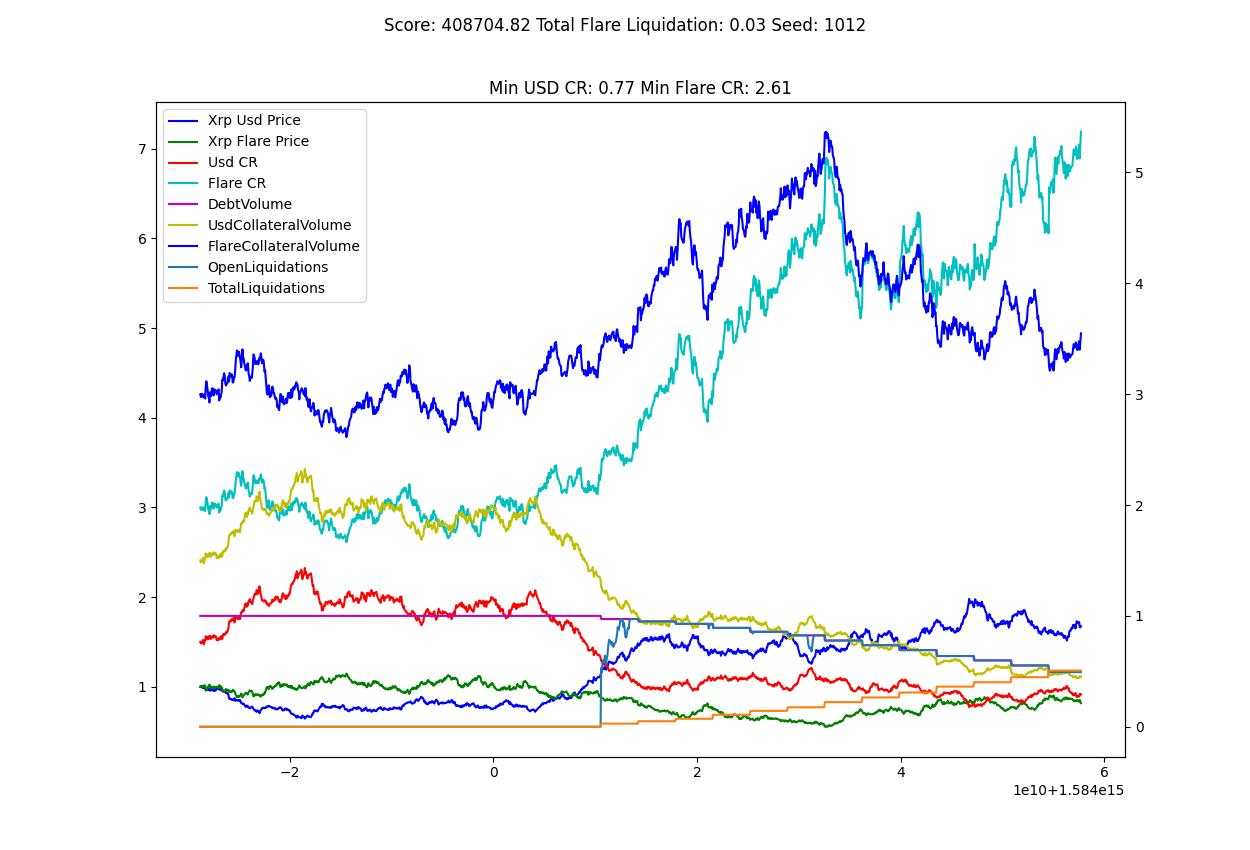 Score: 408704.82 Total Flare Liquidation: 0.03 Seed: 1012
Min USD CR: 0.77 Min Flare CR: 2.61
Xrp Usd Price
Xrp Flare Price
Usd CR
Flare CR
DebtVolume
UsdCollateralVolume
FlareCollateralVolume
OpenLiquidations
TotalLiquidations
7
6
5
4
3
2
1
5
4
3
2
1
0
−2
0
2
4
6
1e10+1.584e15